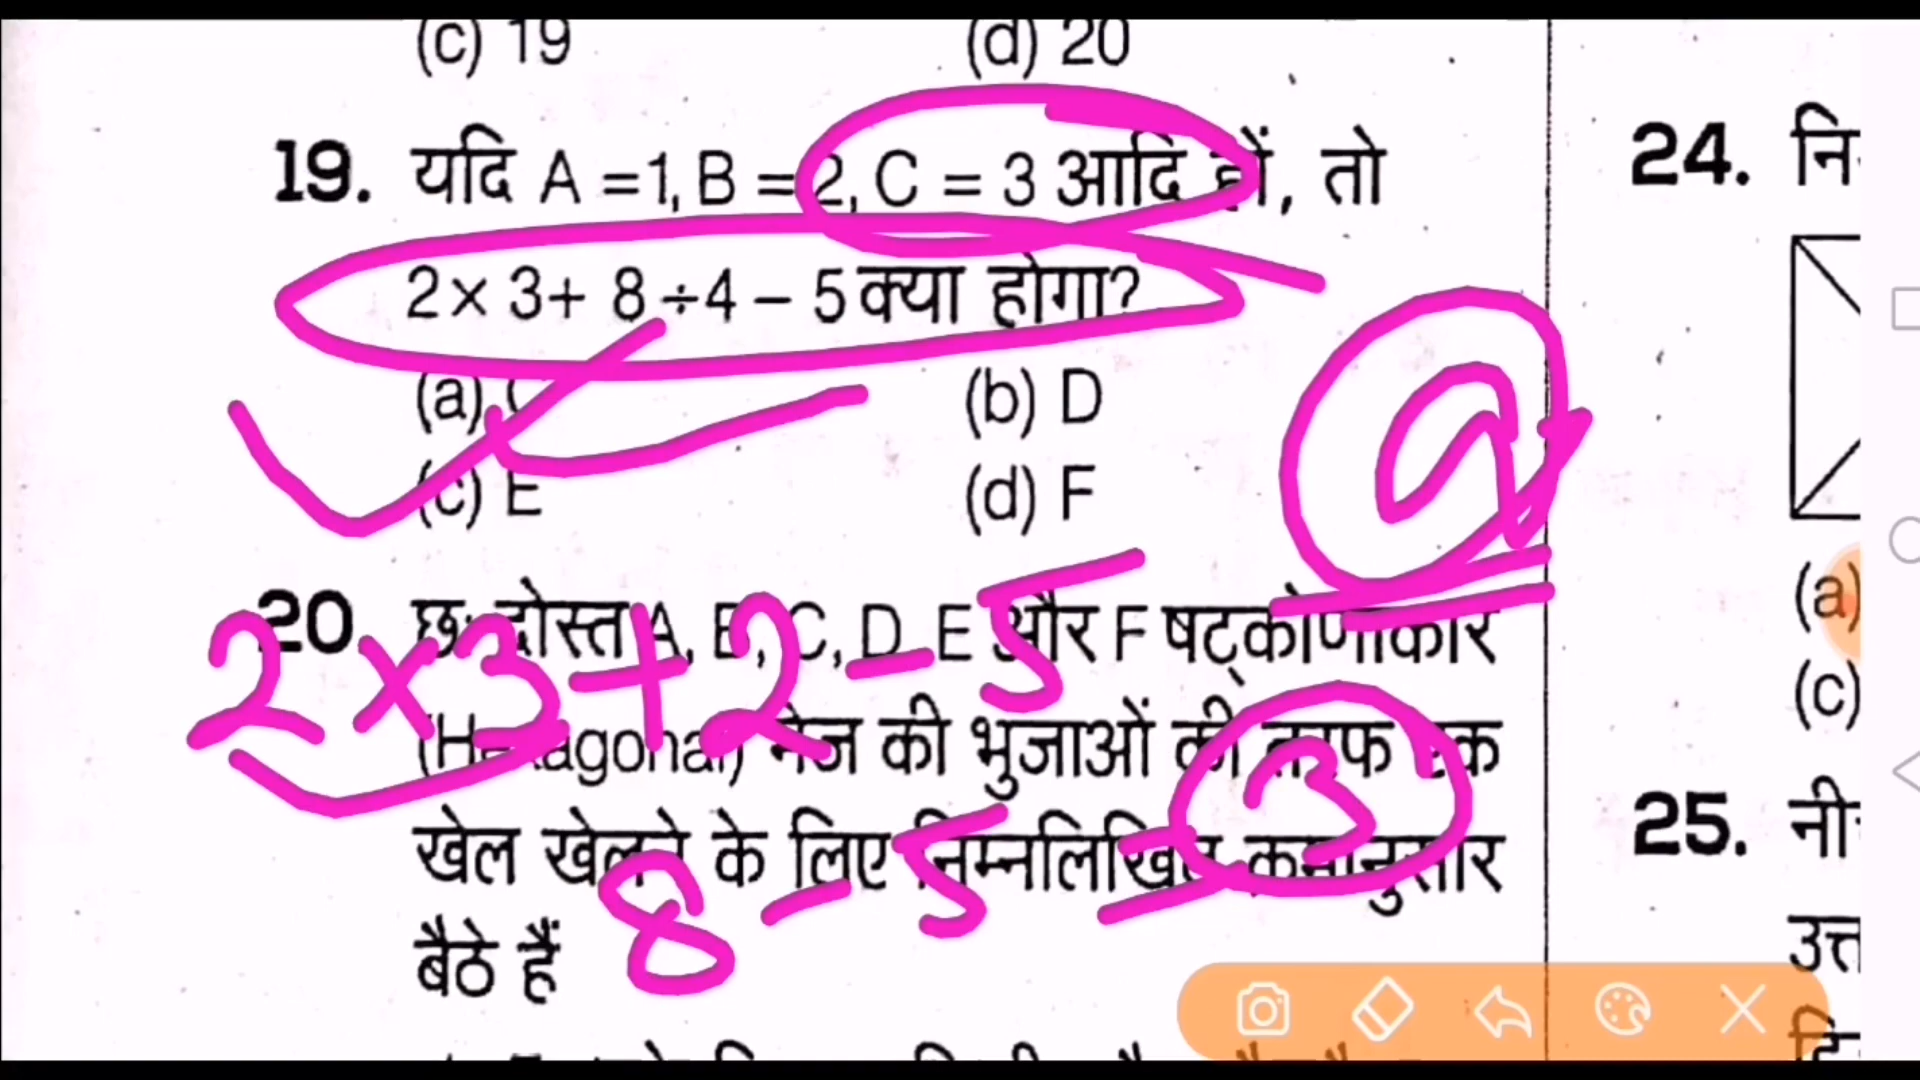 (c) 19 (d) 20
19. यदि A =1, B = 2, C = 3 आदि हों, तो
2× 3+ 8 ÷4 – 5 क्या होगा?
(a) C (b) D
(c) E (d) F
a
20. छः दोस्त A, B, C, D E और F षट्कोणाकार
2×3+2-5
(Hexagonal) मेज की भुजाओं की तरफ एक
खेल खेलने के लिए निम्नलिखित क्रमानुसार
8-5=3
बैठे हैं
24. नि
(a)
(c)
25. नी
उत्त